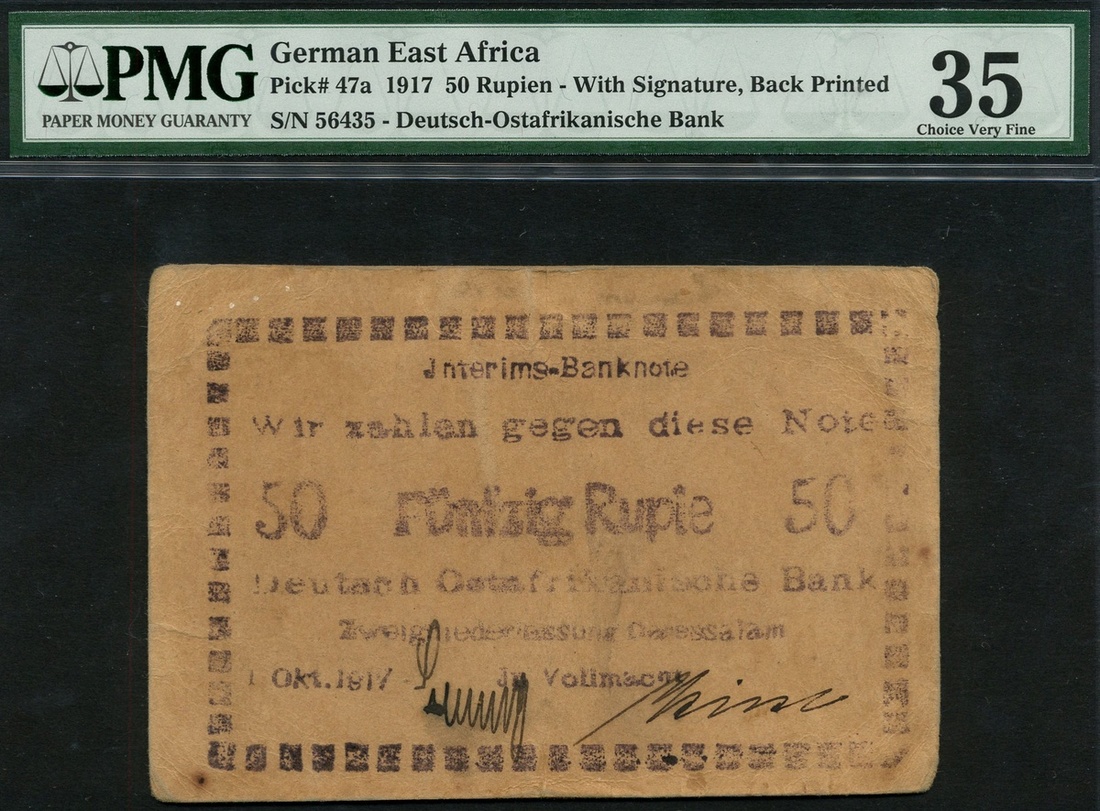 PMG
PAPER MONEY GUARANTY
German East Africa
Pick# 47a 1917 50 Rupien - With Signature, Back Printed
S/N 56435 - Deutsch-Ostafrikanische Bank
35
Choice Very Fine
Jnterims-Banknote
Wir zahlen gegen diese Note
50 Fünfzig Rupie 50
Deutsch Ostafrikanische Bank
Zweigniederlassung Daressalam
1 Okt.1917 Jn Vollmacht